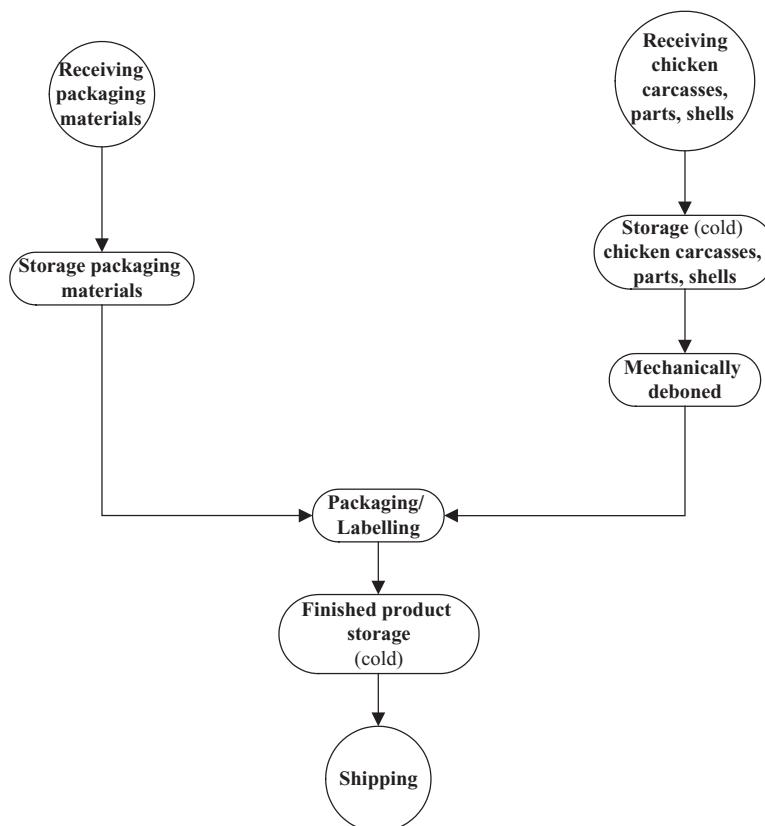 Receiving
packaging
materials
Receiving
chicken
carcasses,
parts, shells
Storage packaging
materials
Storage (cold)
chicken carcasses,
parts, shells
Mechanically
deboned
Packaging/
Labelling
Finished product
storage
(cold)
Shipping